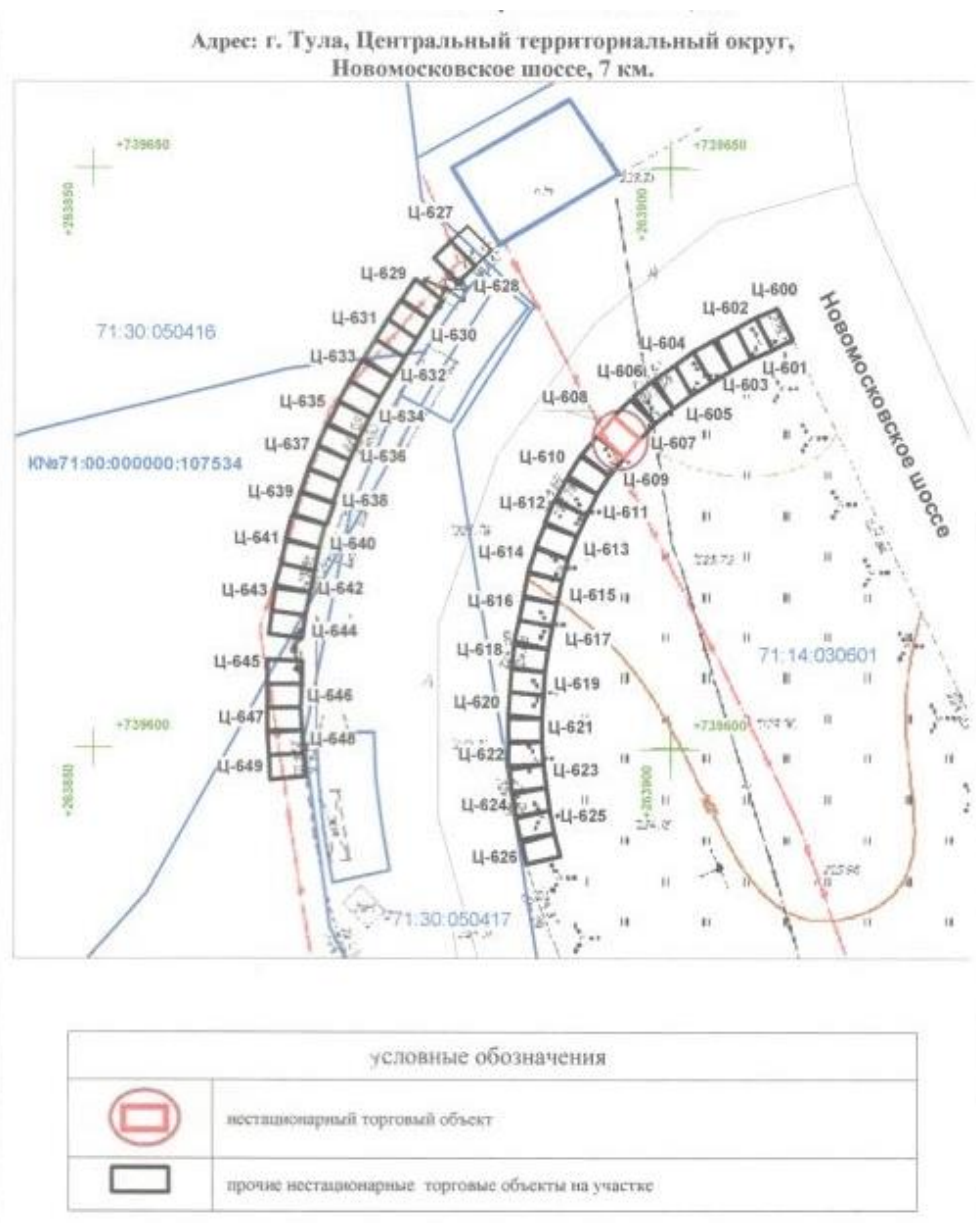 Адрес: г. Тула, Центральный территориальный округ,
Новомосковское шоссе, 7 км.
+739650
+263850
+739650
+263900
Ц-627
Ц-628
Ц-629
Ц-630
Ц-631
Ц-632
Ц-633
Ц-634
Ц-635
Ц-636
Ц-637
Ц-638
Ц-639
Ц-640
Ц-641
Ц-642
Ц-643
Ц-644
Ц-645
Ц-646
Ц-647
Ц-648
Ц-649
71:30:050416
К№71:00:000000:107534
Ц-600
Ц-601
Ц-602
Ц-603
Ц-604
Ц-605
Ц-606
Ц-607
Ц-608
Ц-609
Ц-610
Ц-611
Ц-612
Ц-613
Ц-614
Ц-615
Ц-616
Ц-617
Ц-618
Ц-619
Ц-620
Ц-621
Ц-622
Ц-623
Ц-624
Ц-625
Ц-626
Новомосковское шоссе
71:14:030601
+739600
+263850
+739600
+263900
71:30:050417
условные обозначения
нестационарный торговый объект
прочие нестационарные торговые объекты на участке